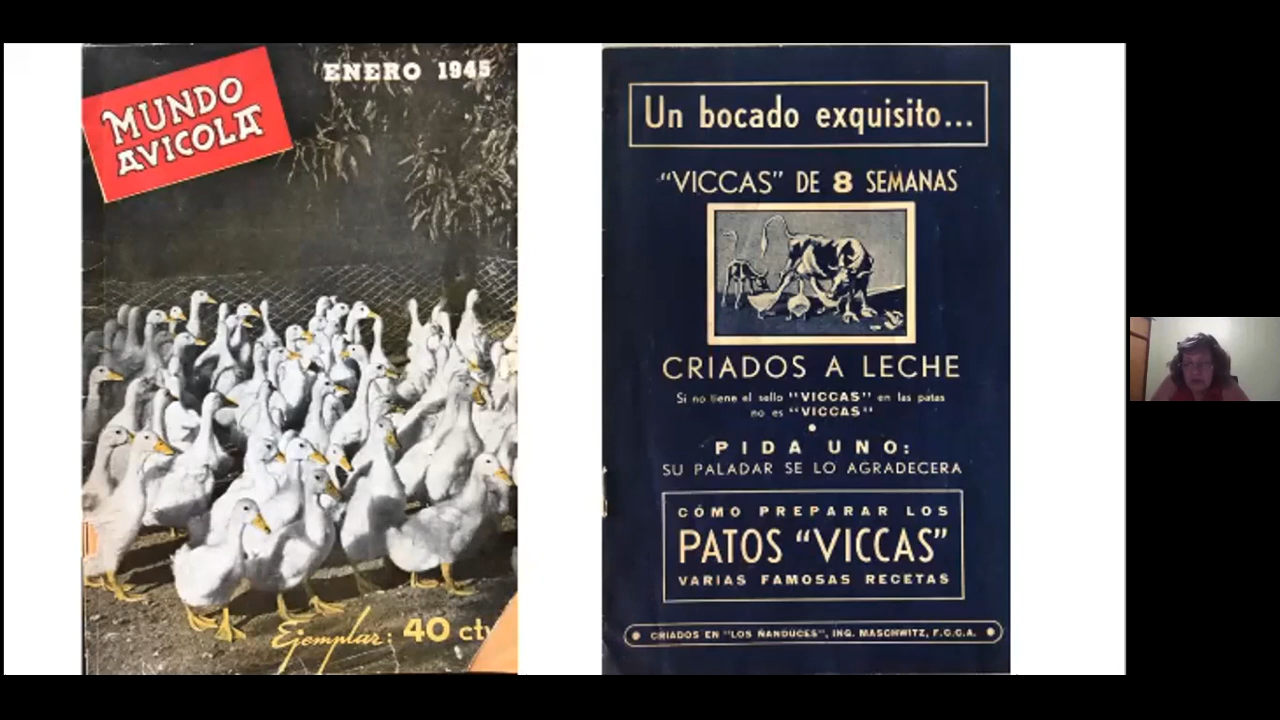 ENERO 1945
MUNDO
AVICOLA
Ejemplar: 40 ctv
Un bocado exquisito...
"VICCAS" DE 8 SEMANAS
CRIADOS A LECHE
Si no tiene el sello "VICCAS" en las patas
no es "VICCAS"
PIDA UNO:
SU PALADAR SE LO AGRADECERA
CÓMO PREPARAR LOS
PATOS "VICCAS"
VARIAS FAMOSAS RECETAS
CRIADOS EN "LOS ÑANDUCES", ING. MASCHWITZ, F.C.C.A.